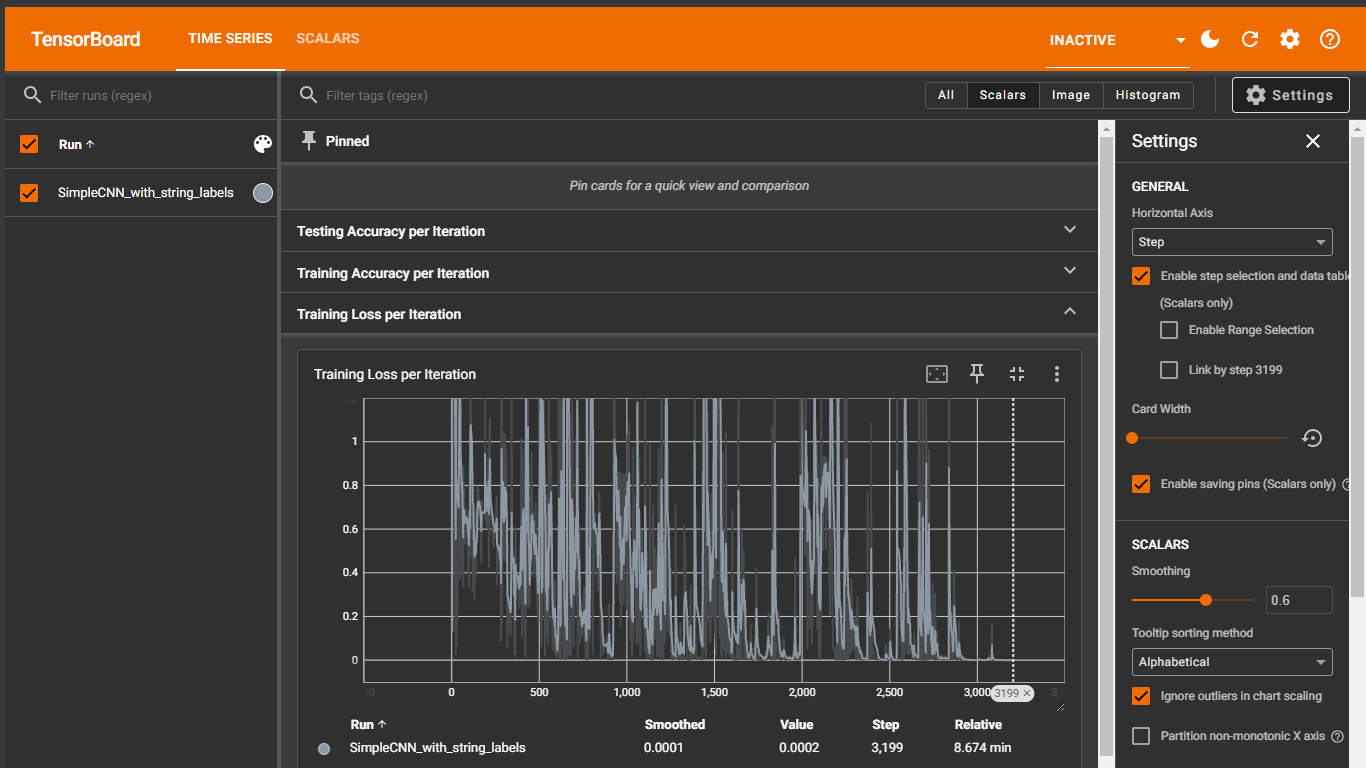 TensorBoard TIME SERIES SCALARS INACTIVE
Filter runs (regex)
Filter tags (regex)
All Scalars Image Histogram
Settings
Run
SimpleCNN_with_string_labels
Pinned
Pin cards for a quick view and comparison
Testing Accuracy per Iteration
Training Accuracy per Iteration
Training Loss per Iteration
Training Loss per Iteration
1
0.8
0.6
0.4
0.2
0
0 500 1,000 1,500 2,000 2,500 3,000 3199 ×
Run Smoothed Value Step Relative
SimpleCNN_with_string_labels 0.0001 0.0002 3,199 8.674 min
Settings
GENERAL
Horizontal Axis
Step
Enable step selection and data table
(Scalars only)
Enable Range Selection
Link by step 3199
Card Width
Enable saving pins (Scalars only)
SCALARS
Smoothing
0.6
Tooltip sorting method
Alphabetical
Ignore outliers in chart scaling
Partition non-monotonic X axis